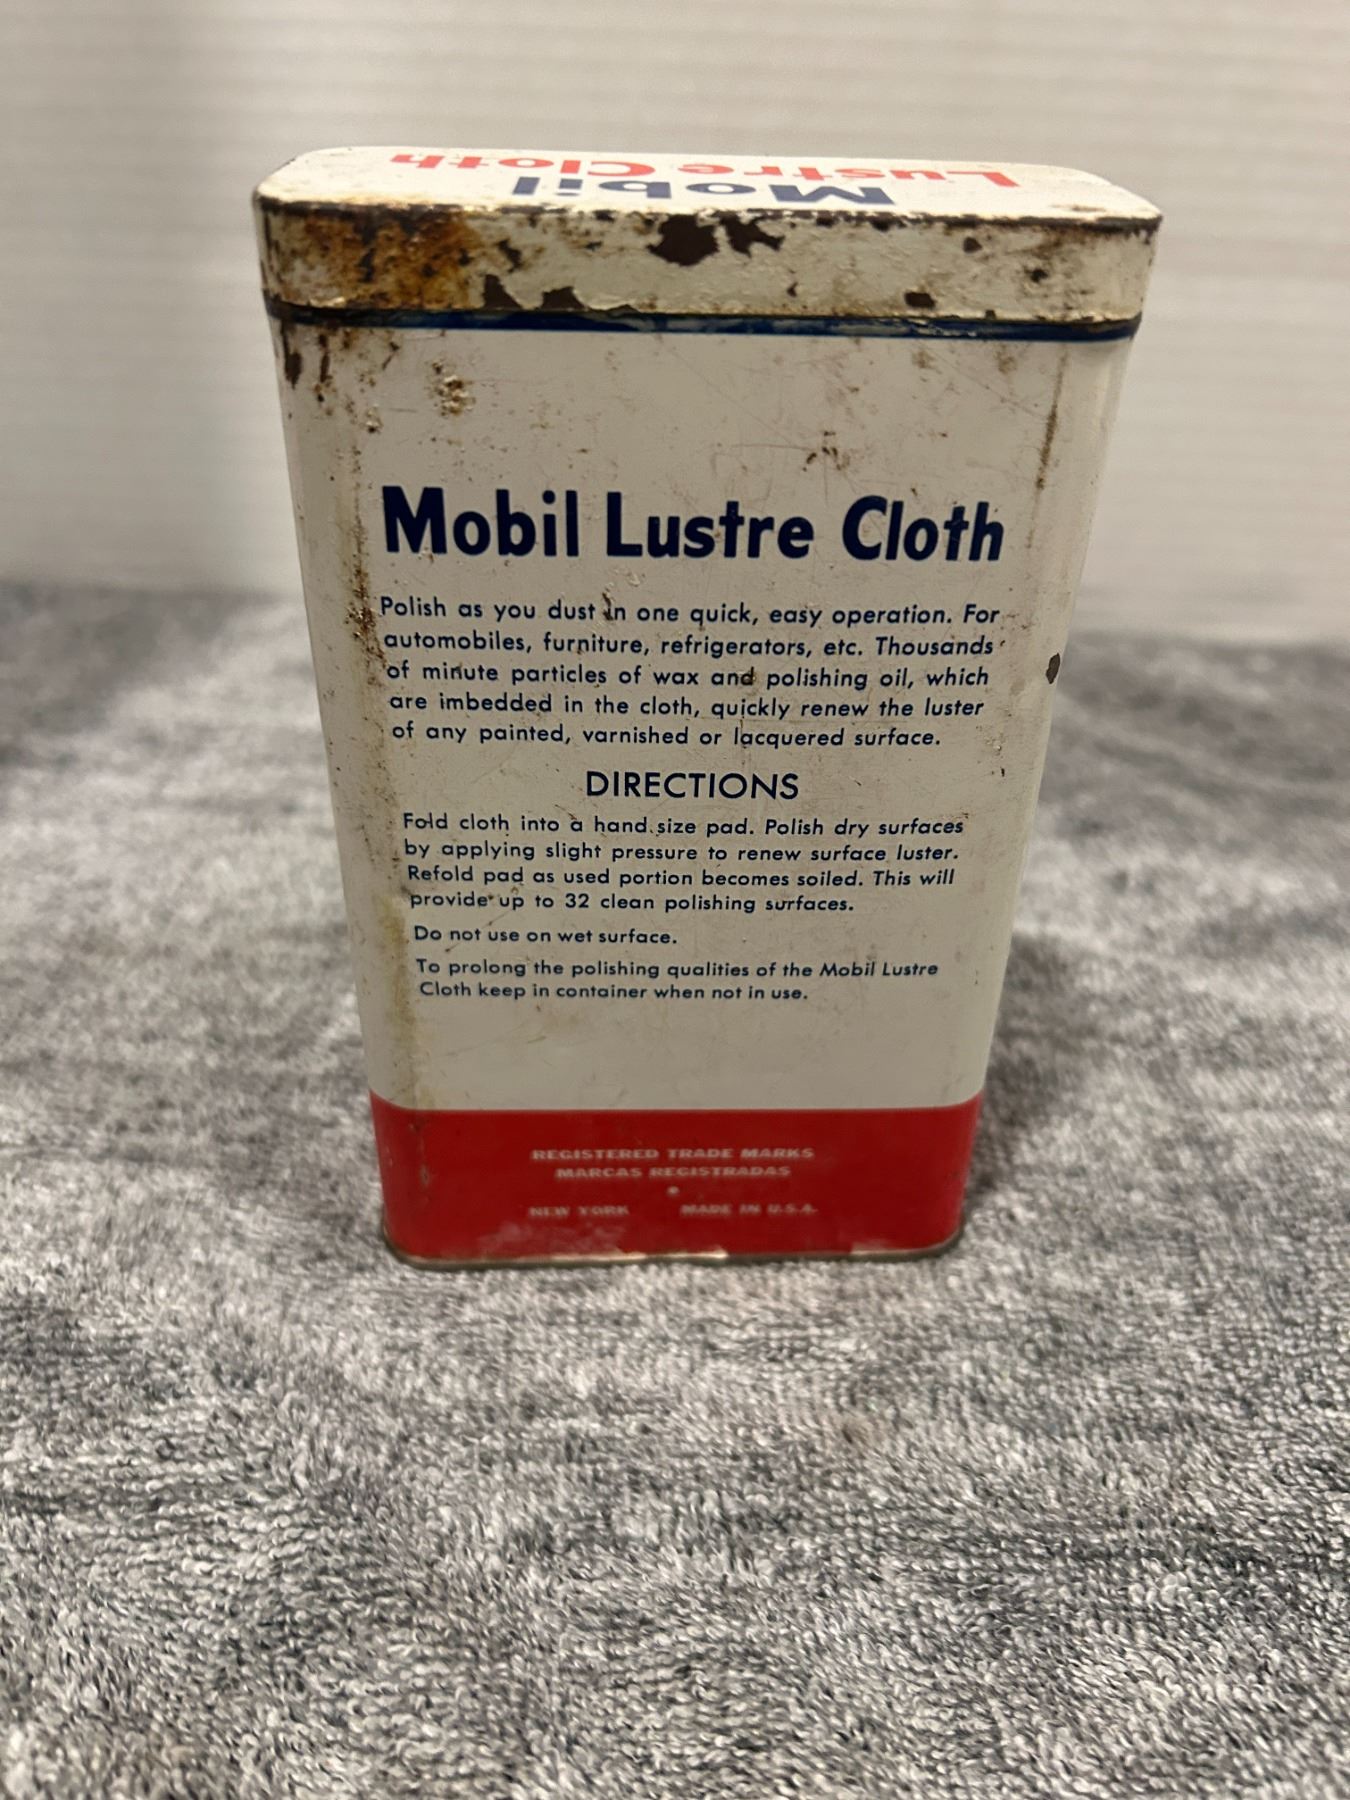 Mobil
Lustre Cloth
Mobil Lustre Cloth
Polish as you dust in one quick, easy operation. For
automobiles, furniture, refrigerators, etc. Thousands
of minute particles of wax and polishing oil, which
are imbedded in the cloth, quickly renew the luster
of any painted, varnished or lacquered surface.
DIRECTIONS
Fold cloth into a hand size pad. Polish dry surfaces
by applying slight pressure to renew surface luster.
Refold pad as used portion becomes soiled. This will
provide up to 32 clean polishing surfaces.
Do not use on wet surface.
To prolong the polishing qualities of the Mobil Lustre
Cloth keep in container when not in use.
REGISTERED TRADE MARKS
MARCAS REGISTRADAS
NEW YORK MADE IN U.S.A.